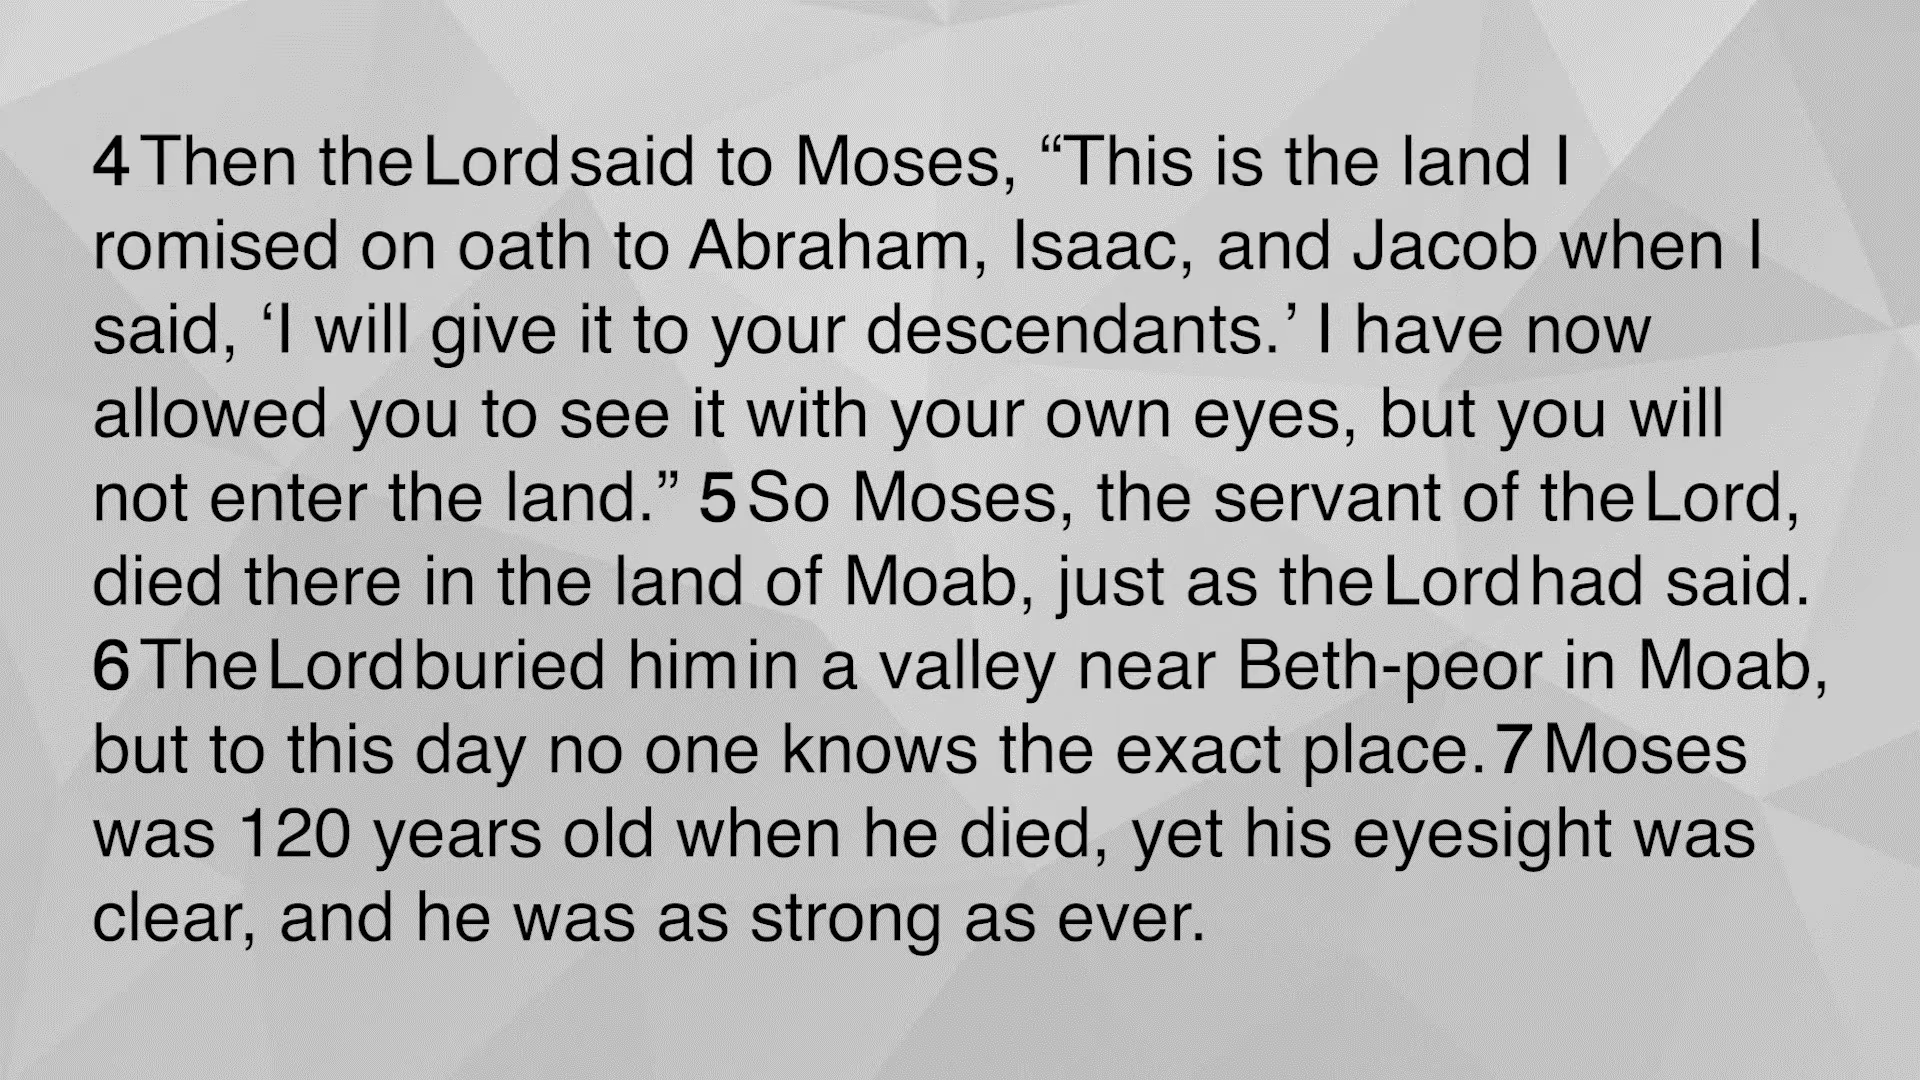 4 Then the Lord said to Moses, “This is the land I
romised on oath to Abraham, Isaac, and Jacob when I
said, ‘I will give it to your descendants.’ I have now
allowed you to see it with your own eyes, but you will
not enter the land.” 5 So Moses, the servant of the Lord,
died there in the land of Moab, just as the Lord had said.
6 The Lord buried him in a valley near Beth-peor in Moab,
but to this day no one knows the exact place. 7 Moses
was 120 years old when he died, yet his eyesight was
clear, and he was as strong as ever.